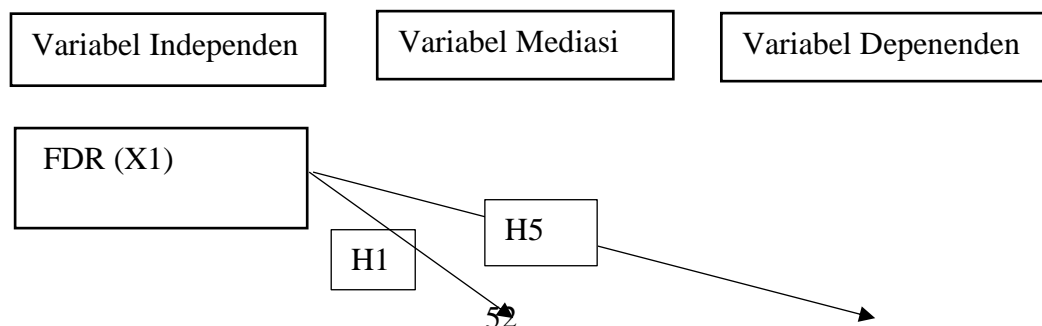 Variabel Independen
Variabel Mediasi
Variabel Depenenden
FDR (X1)
H5
H1
52